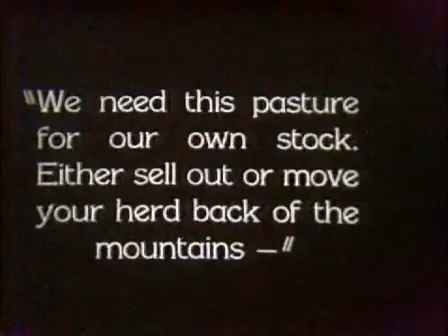 "We need this pasture
for our own stock.
Either sell out or move
your herd back of the
mountains —"